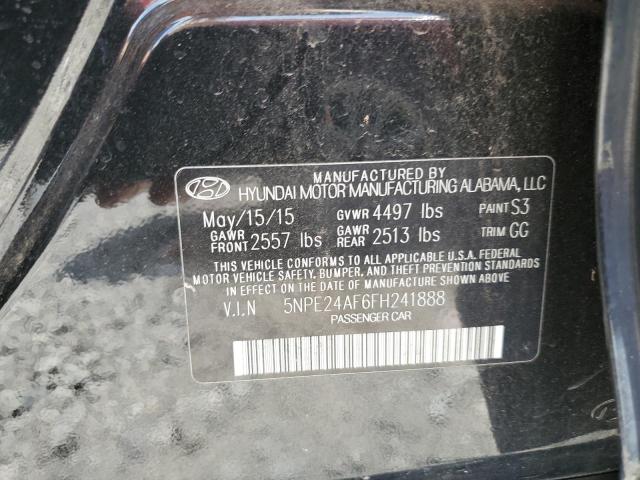 MANUFACTURED BY
HYUNDAI MOTOR MANUFACTURING ALABAMA, LLC
May/15/15 GVWR 4497 lbs PAINT S3
GAWR FRONT 2557 lbs GAWR REAR 2513 lbs TRIM GG
THIS VEHICLE CONFORMS TO ALL APPLICABLE U.S.A. FEDERAL
MOTOR VEHICLE SAFETY, BUMPER, AND THEFT PREVENTION STANDARDS
IN EFFECT ON THE DATE OF MANUFACTURE SHOWN ABOVE
V.I.N 5NPE24AF6FH241888
PASSENGER CAR